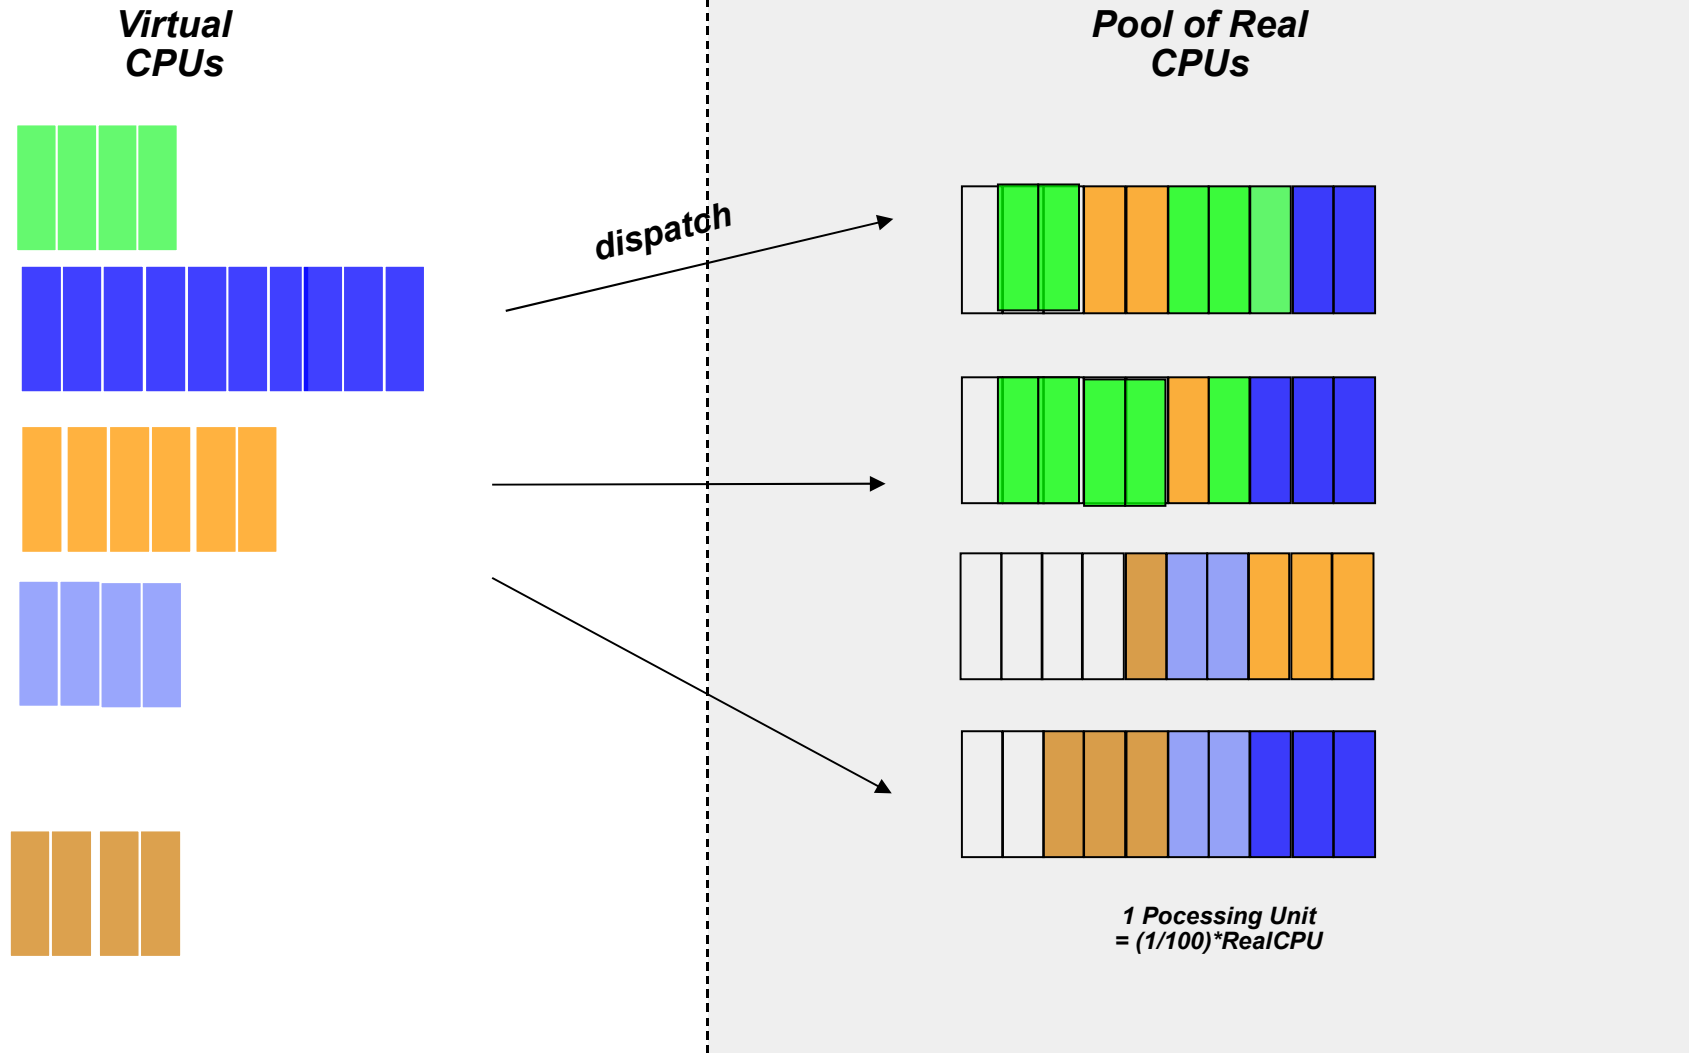 Virtual
CPUs
Pool of Real
CPUs
dispatch
1 Pocessing Unit
= (1/100)*RealCPU